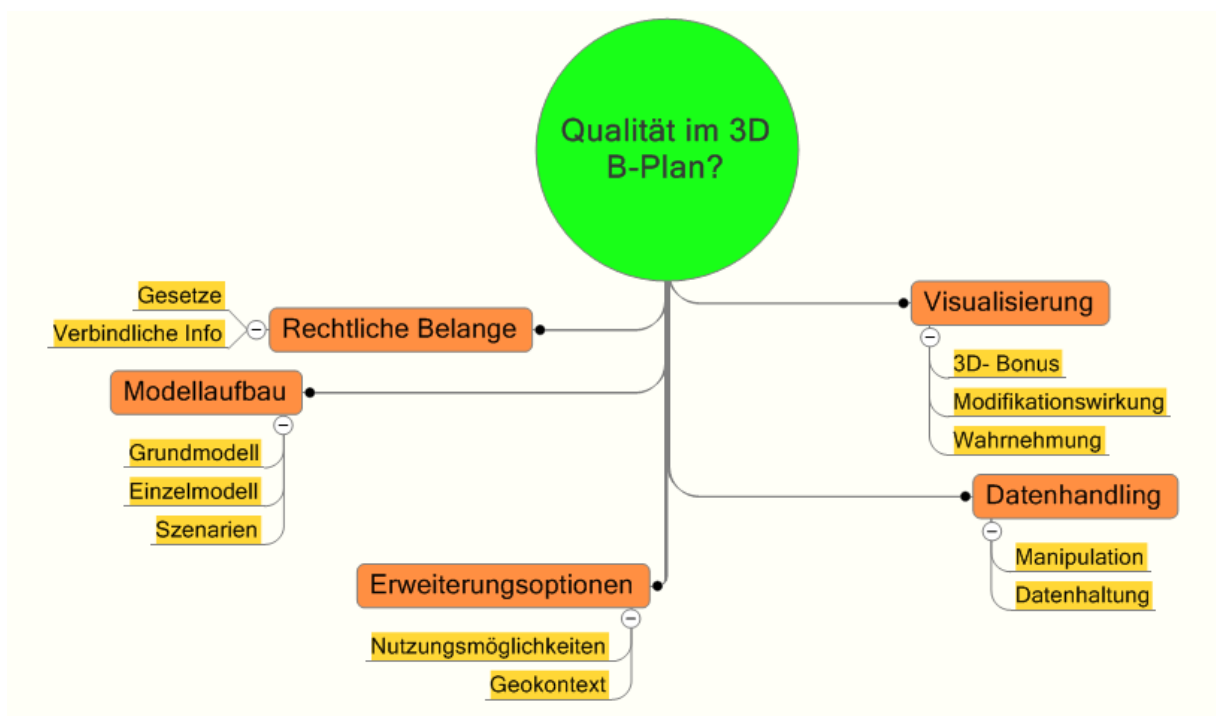 Qualität im 3D
B-Plan?
Rechtliche Belange
Gesetze
Verbindliche Info
Modellaufbau
Grundmodell
Einzelmodell
Szenarien
Erweiterungsoptionen
Nutzungsmöglichkeiten
Geokontext
Visualisierung
3D- Bonus
Modifikationswirkung
Wahrnehmung
Datenhandling
Manipulation
Datenhaltung